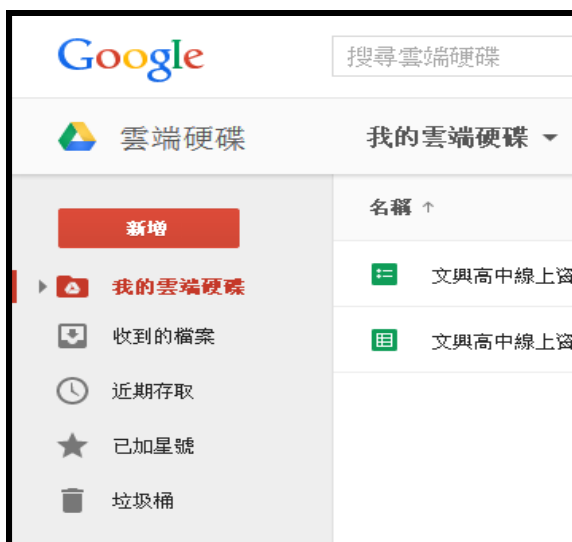 Google
搜尋雲端硬碟
雲端硬碟
我的雲端硬碟
新增
我的雲端硬碟
收到的檔案
近期存取
已加星號
垃圾桶
名稱 ↑
文興高中線上資
文興高中線上資